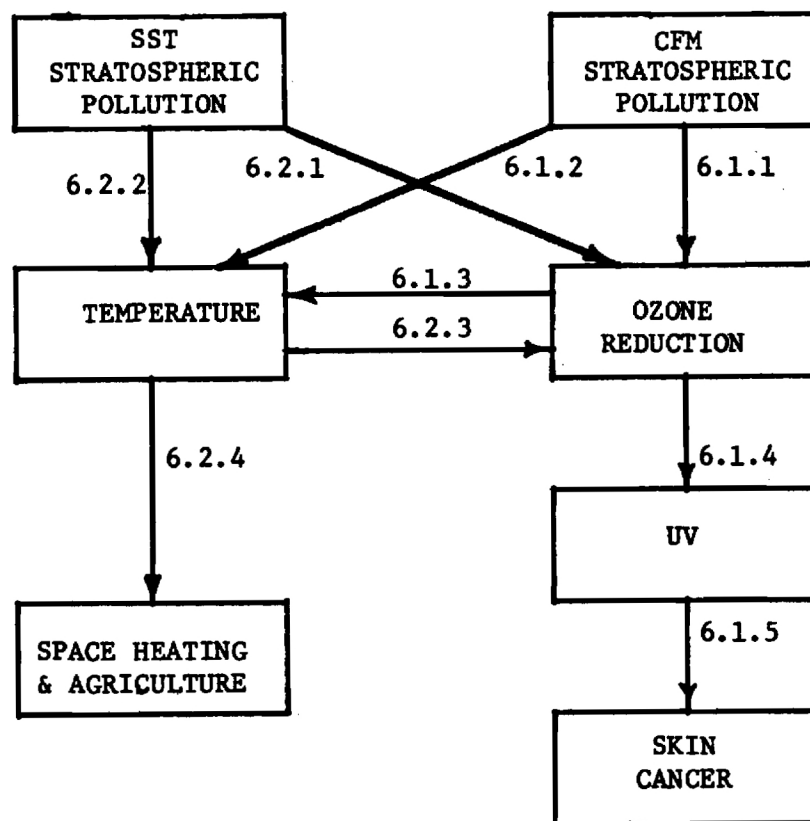 SST
STRATOSPHERIC
POLLUTION
CFM
STRATOSPHERIC
POLLUTION
6.2.2
6.2.1
6.1.2
6.1.1
TEMPERATURE
6.1.3
6.2.3
OZONE
REDUCTION
6.2.4
6.1.4
UV
SPACE HEATING
& AGRICULTURE
6.1.5
SKIN
CANCER